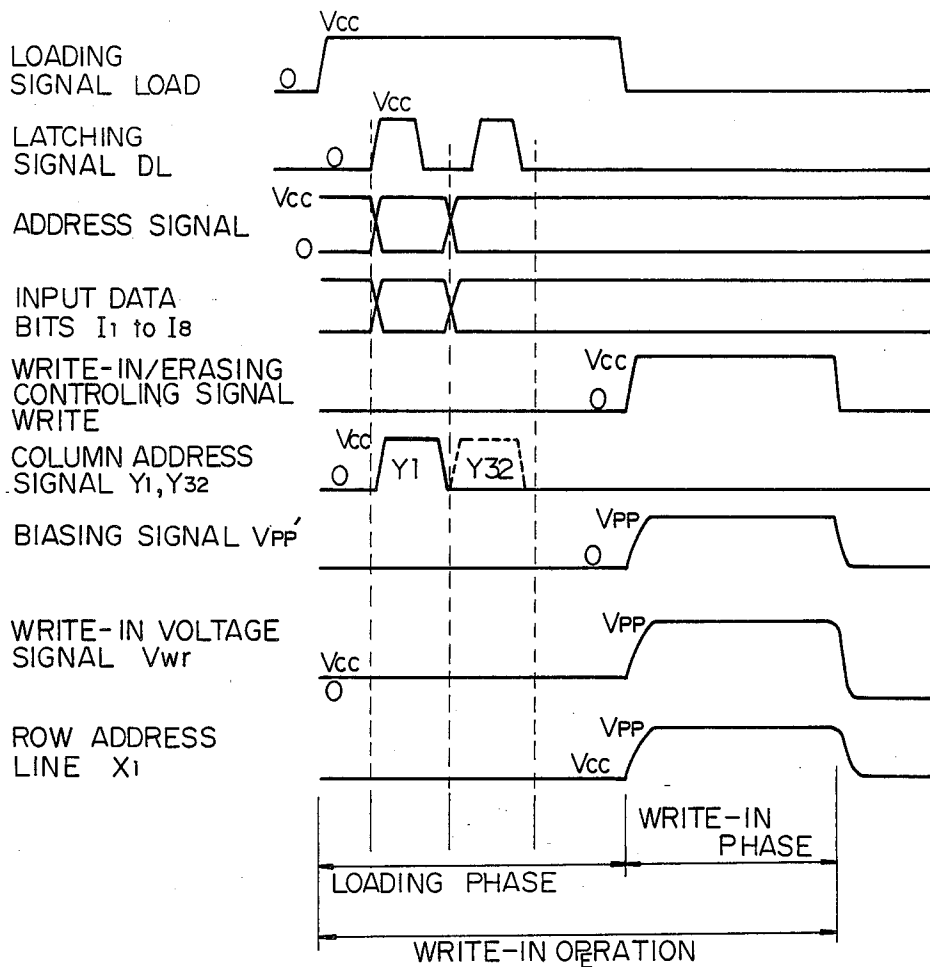 Vcc
LOADING
SIGNAL LOAD
O
Vcc
LATCHING
SIGNAL DL
O
Vcc
ADDRESS SIGNAL
O
INPUT DATA
BITS I1 to I8
WRITE-IN/ERASING
CONTROLING SIGNAL
WRITE
Vcc
O
COLUMN ADDRESS
SIGNAL Y1,Y32
Vcc
O
Y1
Y32
BIASING SIGNAL VPP'
VPP
O
WRITE-IN VOLTAGE
SIGNAL Vwr
VPP
Vcc
O
ROW ADDRESS
LINE X1
VPP
Vcc
WRITE-IN
PHASE
LOADING PHASE
WRITE-IN OPERATION